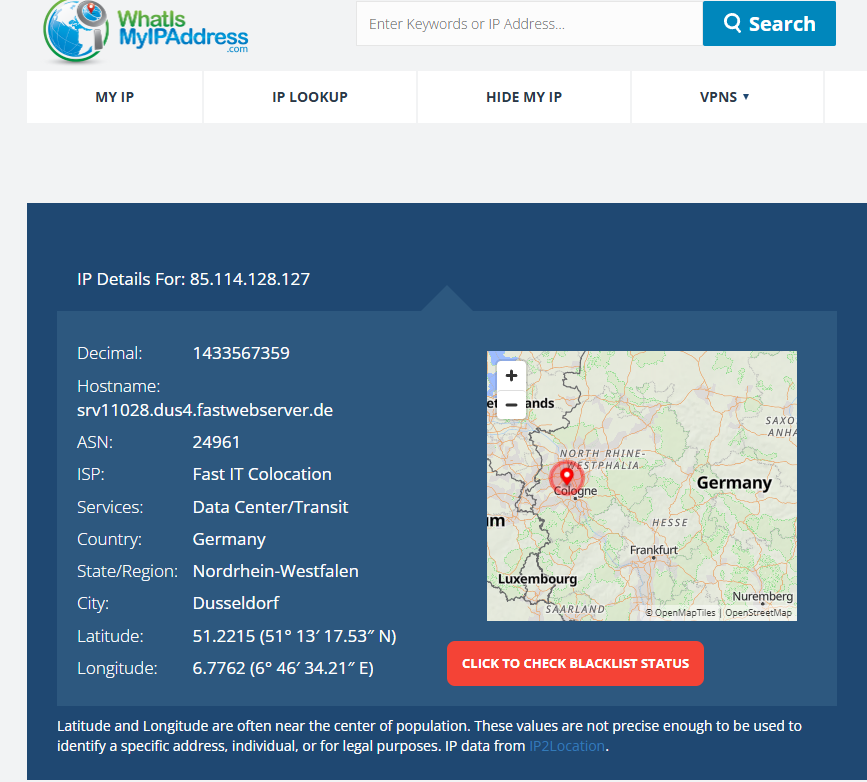 WhatIs
MyIPAddress
.com
Enter Keywords or IP Address...
Search
MY IP
IP LOOKUP
HIDE MY IP
VPNS ▾
IP Details For: 85.114.128.127
Decimal: 1433567359
Hostname:
srv11028.dus4.fastwebserver.de
ASN: 24961
ISP: Fast IT Colocation
Services: Data Center/Transit
Country: Germany
State/Region: Nordrhein-Westfalen
City: Dusseldorf
Latitude: 51.2215 (51° 13′ 17.53″ N)
Longitude: 6.7762 (6° 46′ 34.21″ E)
+
−
et
ands
SAXO
ANHA
NORTH RHINE-
WESTPHALIA
Cologne
Germany
um
HESSE
Frankfurt
Luxembourg
SAARLAND
Nuremberg
© OpenMapTiles | OpenStreetMap
CLICK TO CHECK BLACKLIST STATUS
Latitude and Longitude are often near the center of population. These values are not precise enough to be used to
identify a specific address, individual, or for legal purposes. IP data from IP2Location.